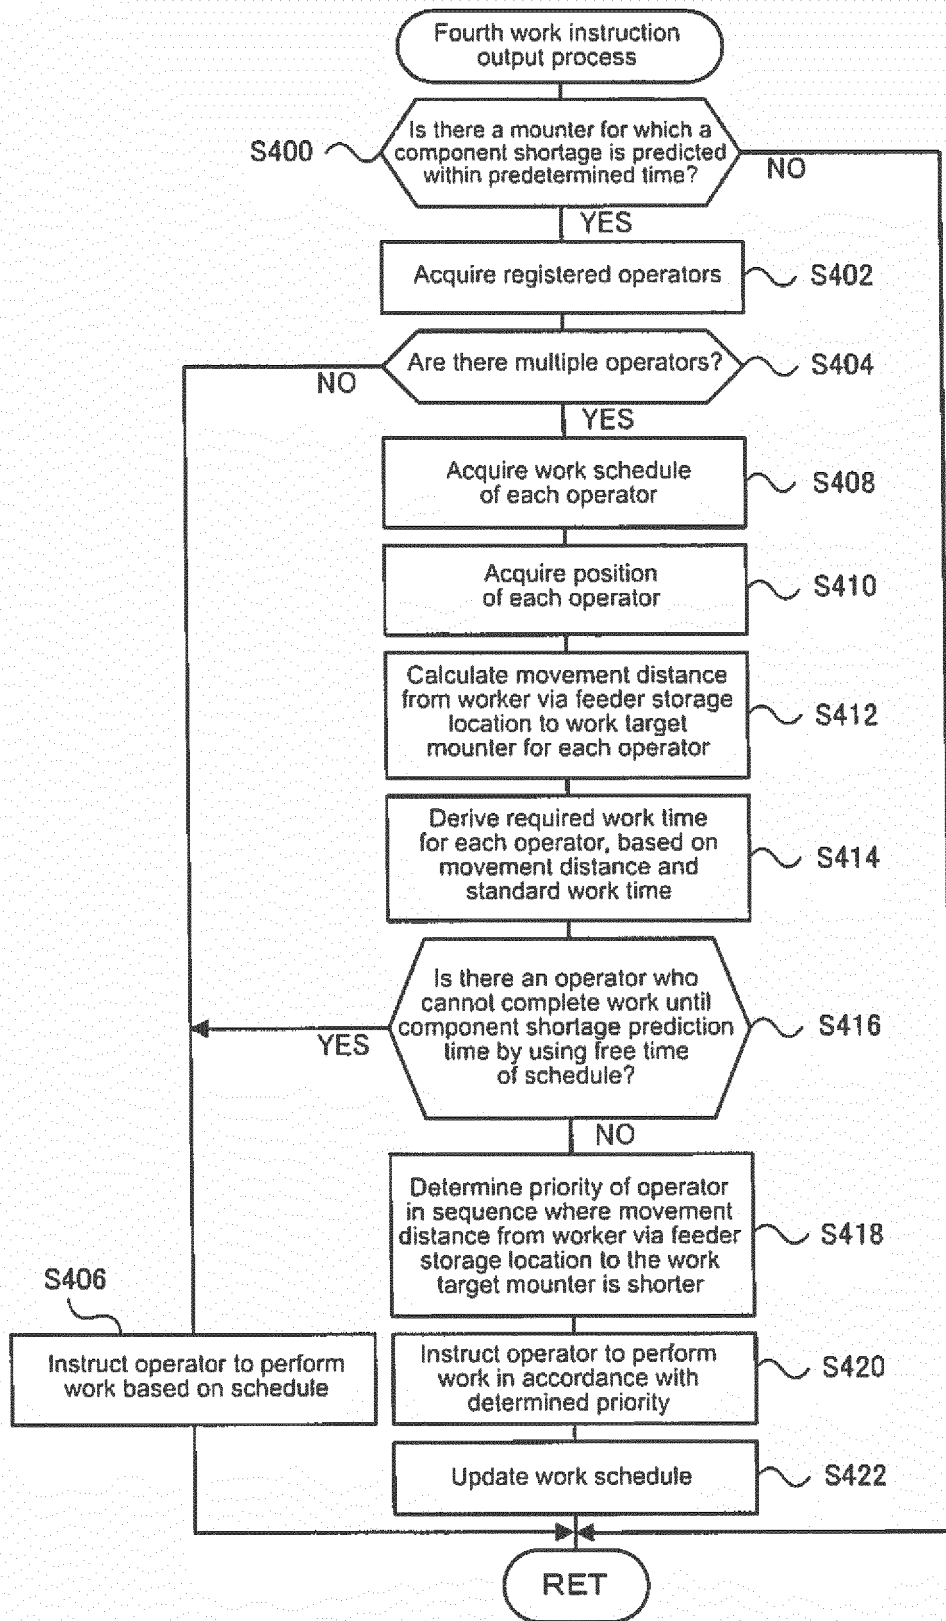 Fourth work instruction
output process
S400
Is there a mounter for which a
component shortage is predicted
within predetermined time?
NO
YES
Acquire registered operators
S402
Are there multiple operators?
S404
NO
YES
Acquire work schedule
of each operator
S408
Acquire position
of each operator
S410
Calculate movement distance
from worker via feeder storage
location to work target
mounter for each operator
S412
Derive required work time
for each operator, based on
movement distance and
standard work time
S414
Is there an operator who
cannot complete work until
component shortage prediction
time by using free time
of schedule?
S416
YES
NO
Determine priority of operator
in sequence where movement
distance from worker via feeder
storage location to the work
target mounter is shorter
S418
S406
Instruct operator to perform
work based on schedule
Instruct operator to perform
work in accordance with
determined priority
S420
Update work schedule
S422
RET